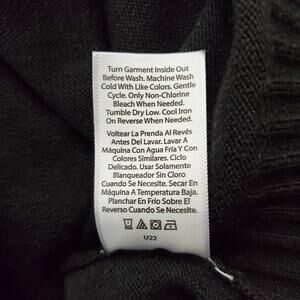 Turn Garment Inside Out
Before Wash. Machine Wash
Cold With Like Colors. Gentle
Cycle. Only Non-Chlorine
Bleach When Needed.
Tumble Dry Low. Cool Iron
On Reverse When Needed.
Voltear La Prenda Al Revés
Antes Del Lavar. Lavar A
Máquina Con Agua Fría Y Con
Colores Similares. Ciclo
Delicado. Usar Solamente
Blanqueador Sin Cloro
Cuando Se Necesite. Secar En
Máquina A Temperatura Baja.
Planchar En Frío Sobre El
Reverso Cuando Se Necesite.
U22